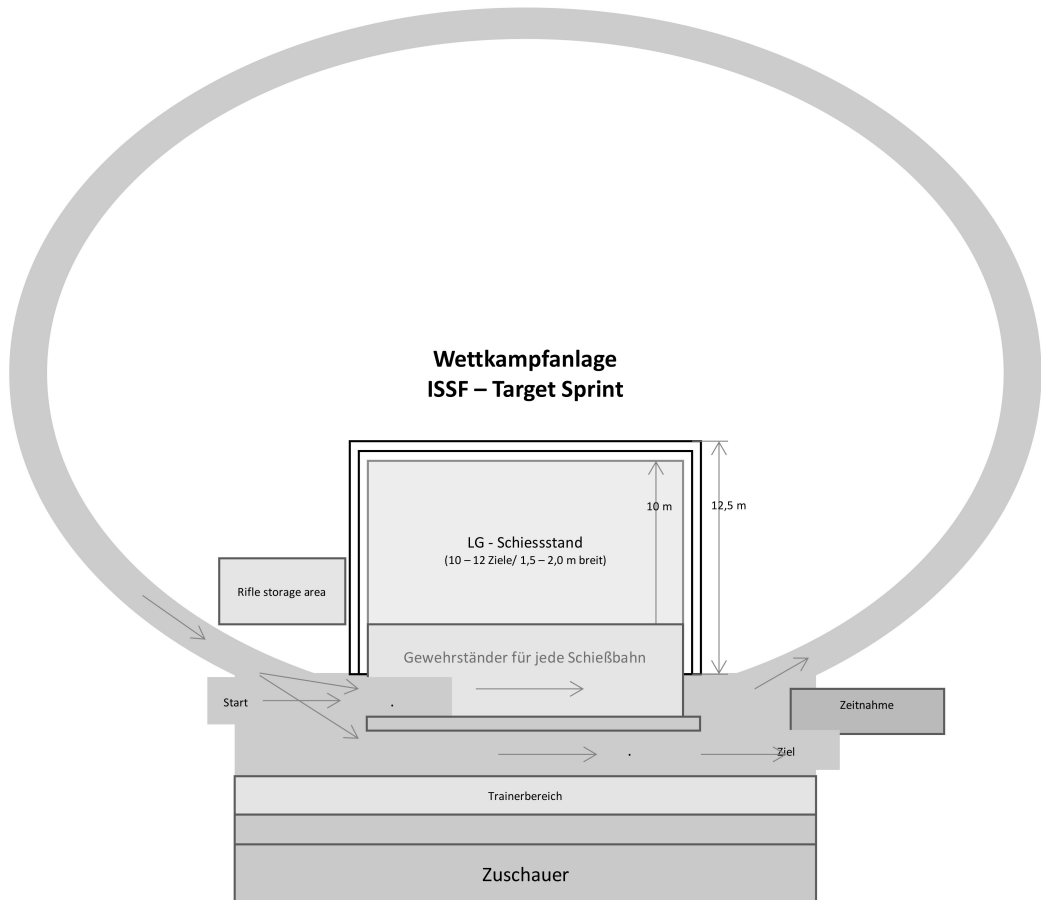 Wettkampfanlage
ISSF – Target Sprint
10 m
12,5 m
LG - Schiessstand
(10 – 12 Ziele/ 1,5 – 2,0 m breit)
Rifle storage area
Gewehrständer für jede Schießbahn
Start
.
Zeitnahme
.
Ziel
Trainerbereich
Zuschauer